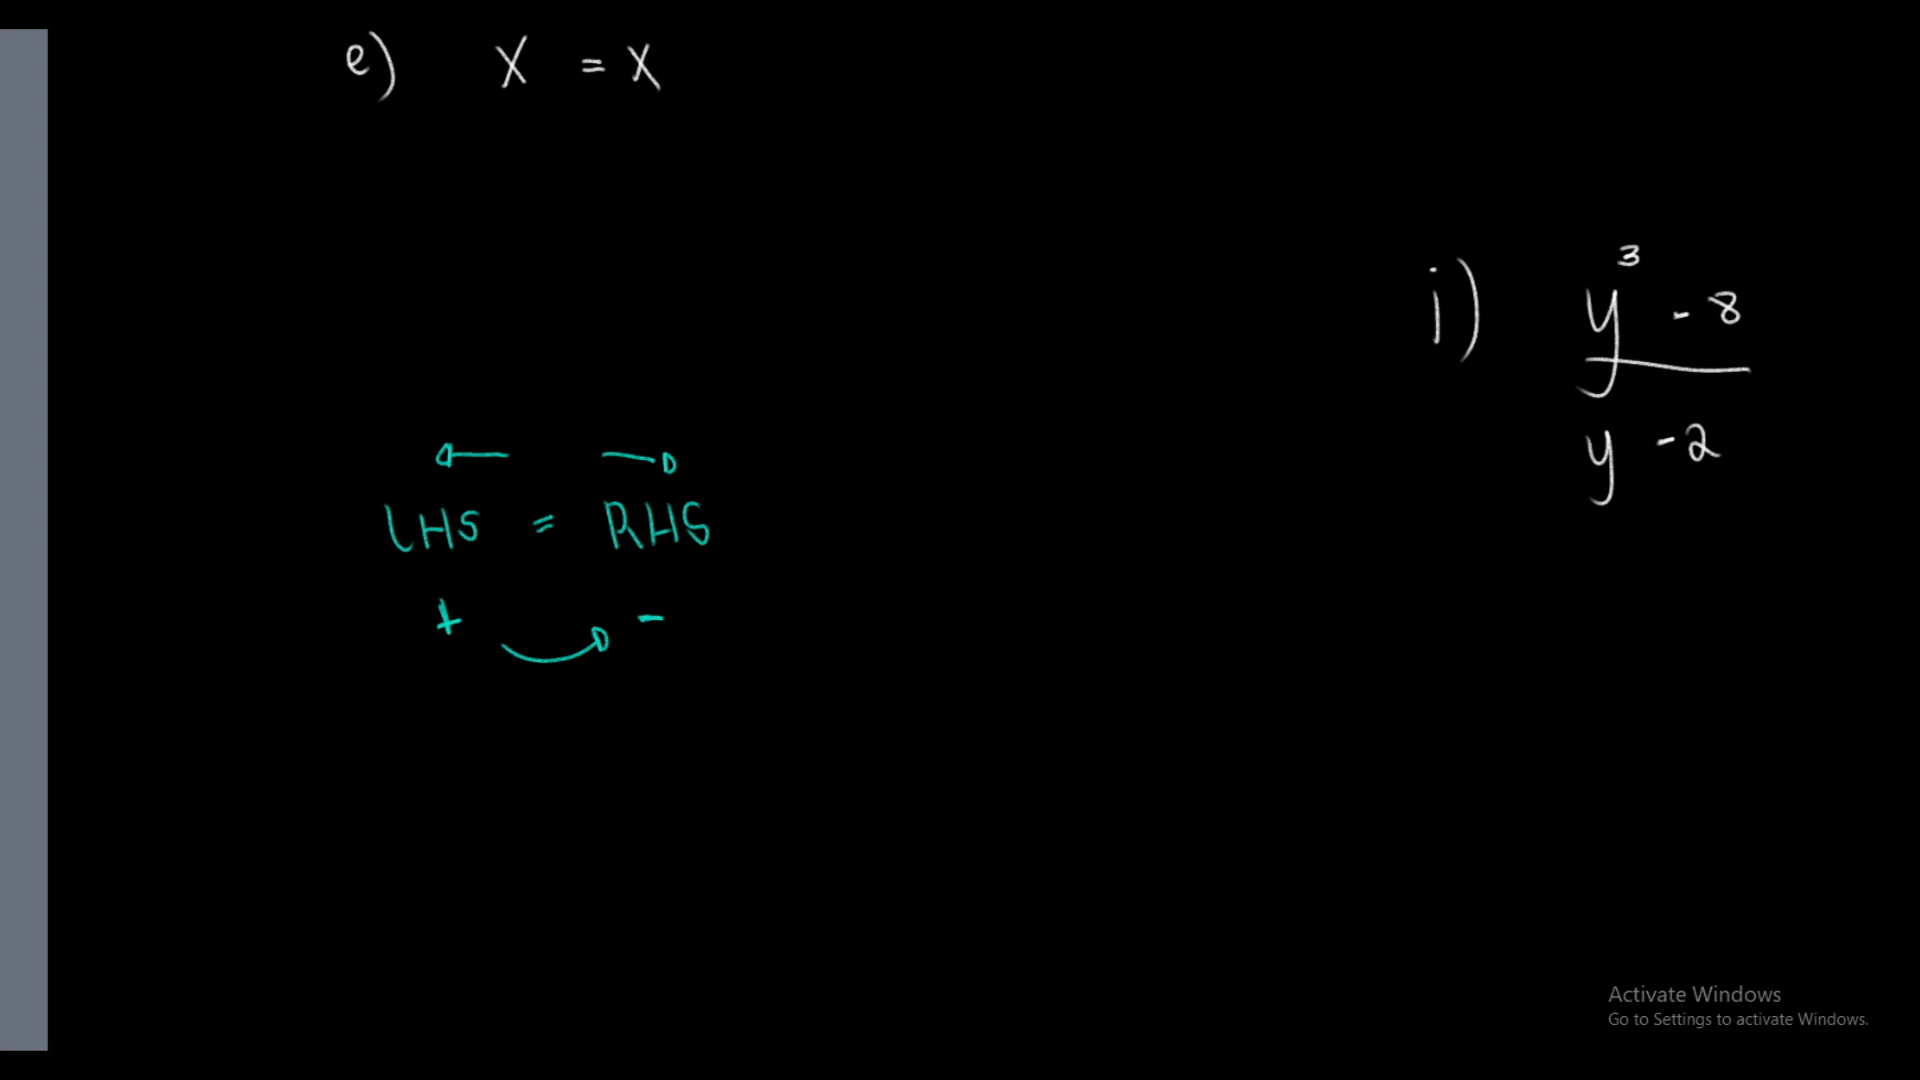 e) x = x
i) y³ - 8
y - 2
LHS = RHS
+ -
Activate Windows
Go to Settings to activate Windows.